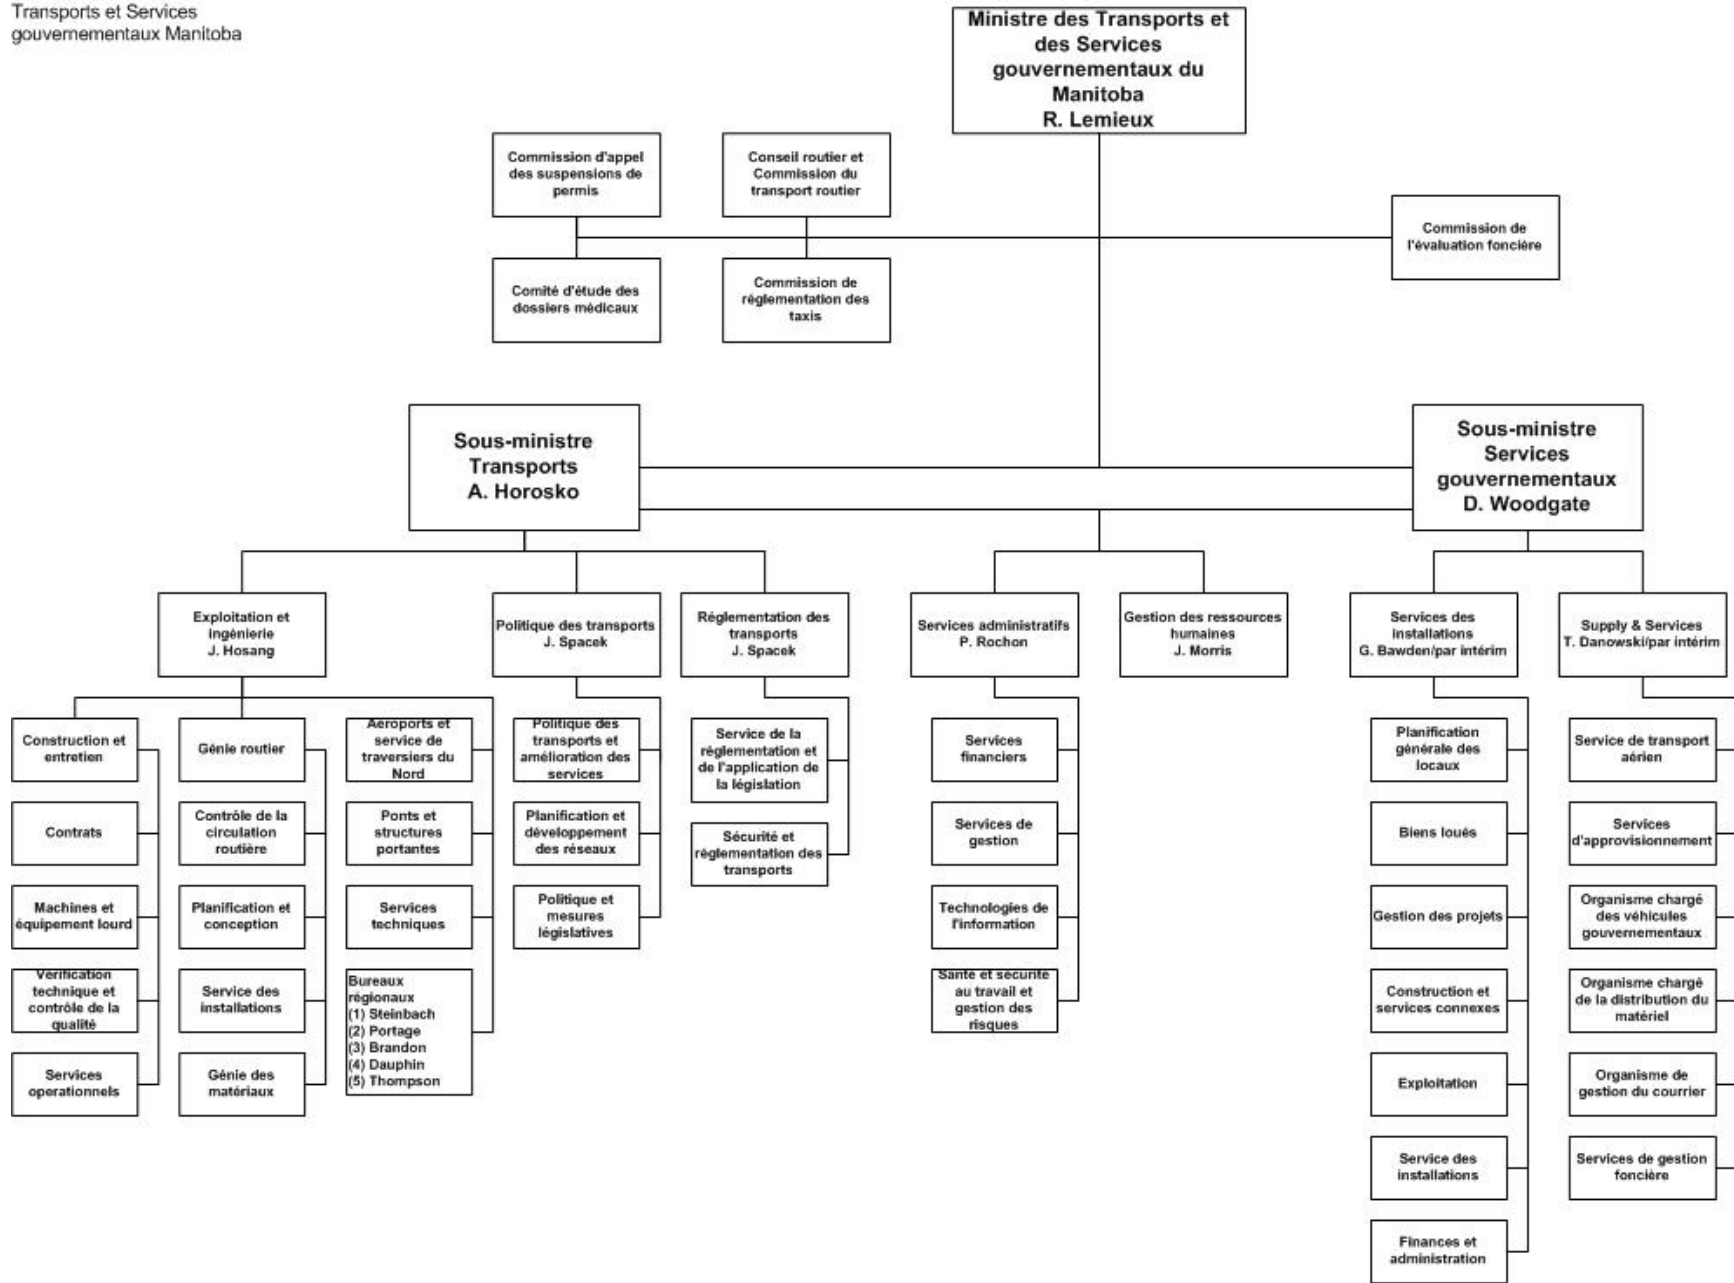 Transports et Services
gouvernementaux Manitoba
Ministre des Transports et
des Services
gouvernementaux du
Manitoba
R. Lemieux
Commission d'appel
des suspensions de
permis
Conseil routier et
Commission du
transport routier
Commission de
l'évaluation foncière
Comité d'étude des
dossiers médicaux
Commission de
réglementation des
taxis
Sous-ministre
Transports
A. Horosko
Sous-ministre
Services
gouvernementaux
D. Woodgate
Exploitation et
ingénierie
J. Hosang
Politique des transports
J. Spacek
Réglementation des
transports
J. Spacek
Services administratifs
P. Rochon
Gestion des ressources
humaines
J. Morris
Services des
installations
G. Bawden/par intérim
Supply & Services
T. Danowski/par intérim
Construction et
entretien
Contrats
Machines et
équipement lourd
Vérification
technique et
contrôle de la
qualité
Services
operationnels
Génie routier
Contrôle de la
circulation
routière
Planification et
conception
Service des
installations
Génie des
matériaux
Aéroports et
service de
traversiers du
Nord
Ponts et
structures
portantes
Services
techniques
Bureaux
régionaux
(1) Steinbach
(2) Portage
(3) Brandon
(4) Dauphin
(5) Thompson
Politique des
transports et
amélioration des
services
Planification et
développement
des réseaux
Politique et
mesures
législatives
Service de la
réglementation et
de l'application de
la législation
Sécurité et
réglementation des
transports
Services
financiers
Services de
gestion
Technologies de
l'information
Santé et sécurité
au travail et
gestion des
risques
Planification
générale des
locaux
Biens loués
Gestion des projets
Construction et
services connexes
Exploitation
Service des
installations
Finances et
administration
Service de transport
aérien
Services
d'approvisionnement
Organisme chargé
des véhicules
gouvernementaux
Organisme chargé
de la distribution du
matériel
Organisme de
gestion du courrier
Services de gestion
foncière